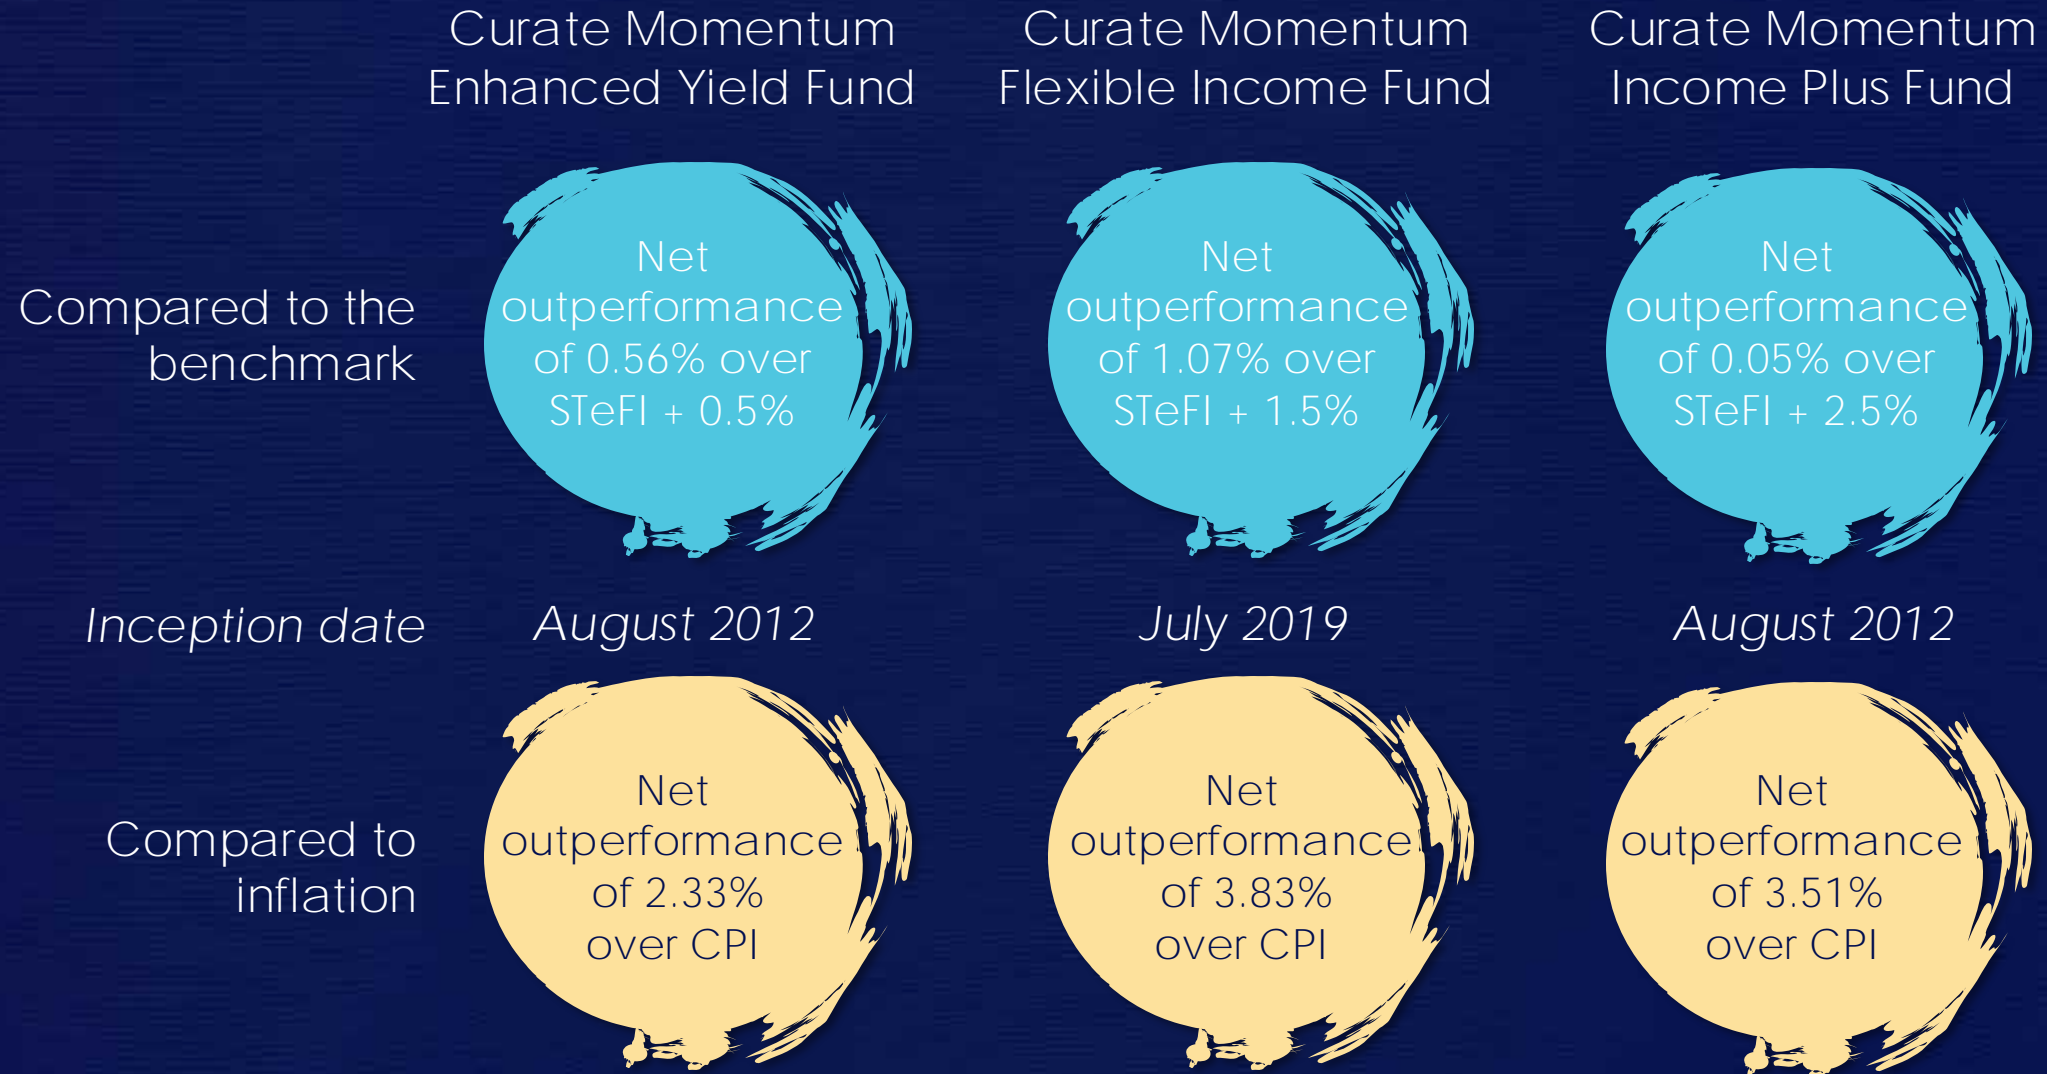 Curate Momentum
Enhanced Yield Fund
Curate Momentum
Flexible Income Fund
Curate Momentum
Income Plus Fund
Compared to the
benchmark
Net
outperformance
of 0.56% over
STeFI + 0.5%
Net
outperformance
of 1.07% over
STeFI + 1.5%
Net
outperformance
of 0.05% over
STeFI + 2.5%
Inception date
August 2012
July 2019
August 2012
Compared to
inflation
Net
outperformance
of 2.33%
over CPI
Net
outperformance
of 3.83%
over CPI
Net
outperformance
of 3.51%
over CPI